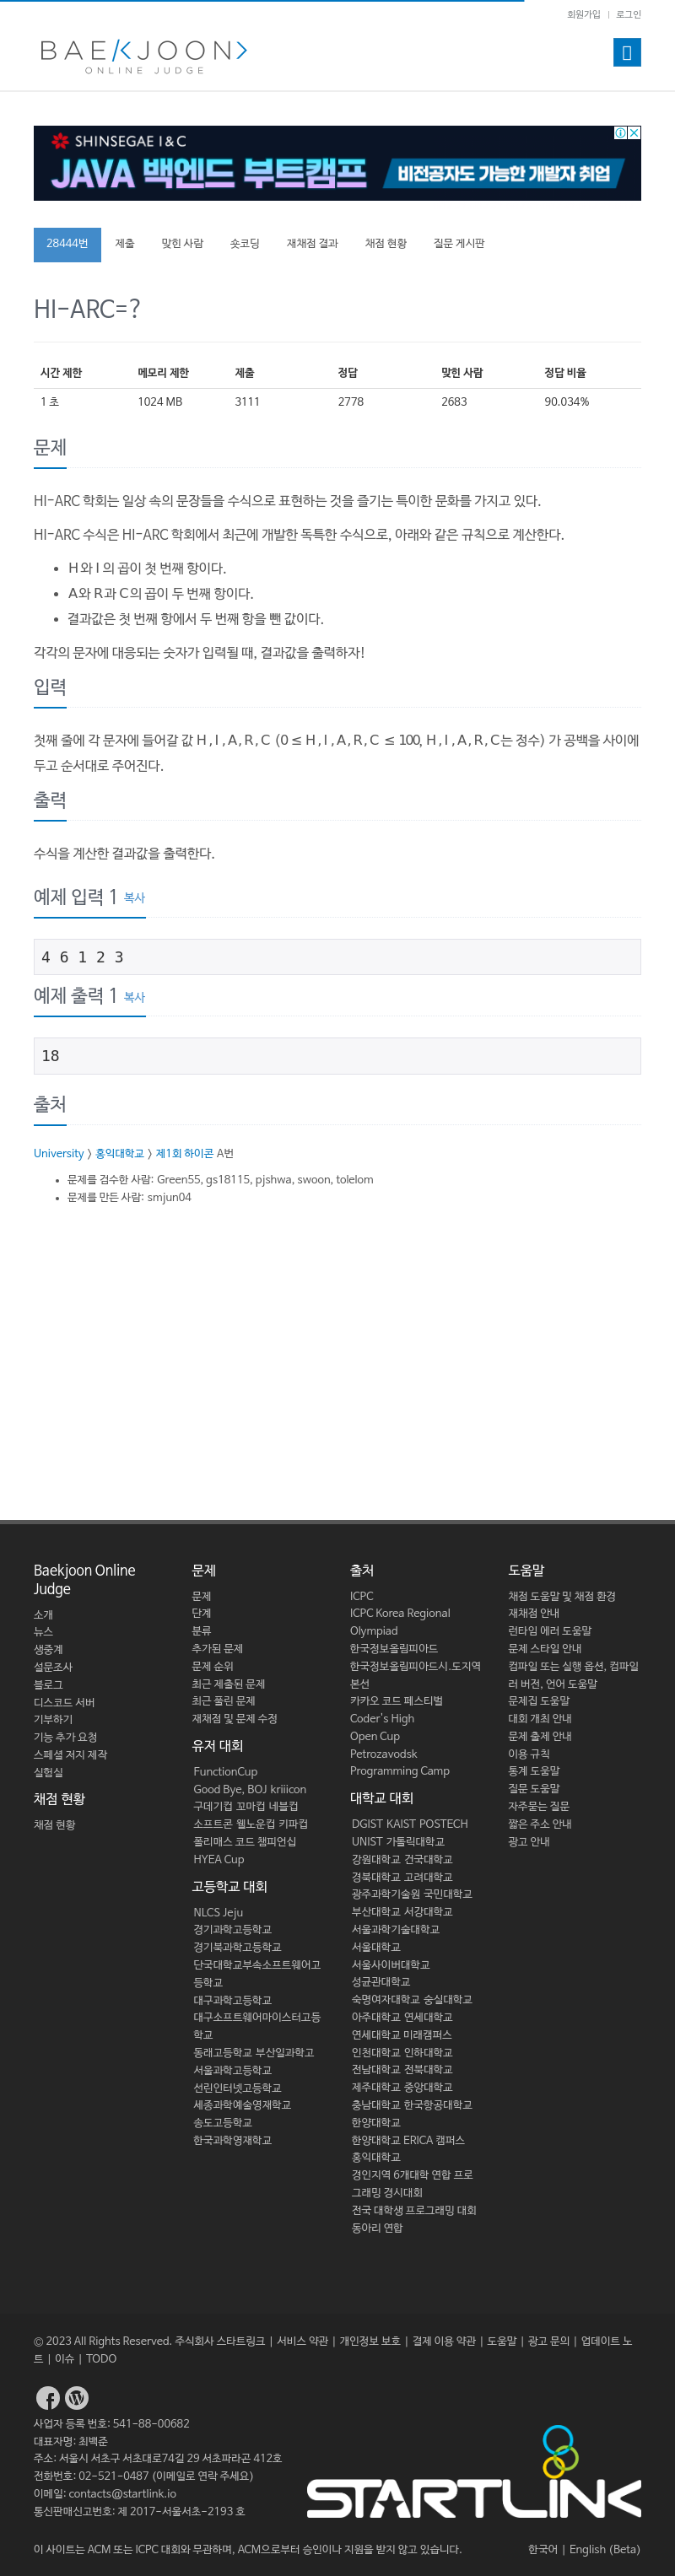 회원가입 | 로그인
BAE/KJOON>
ONLINE JUDGE
SHINSEGAE I&C
JAVA 백엔드 부트캠프
비전공자도 가능한 개발자 취업
28444번 제출 맞힌 사람 숏코딩 재채점 결과 채점 현황 질문 게시판
HI-ARC=?
시간 제한 메모리 제한 제출 정답 맞힌 사람 정답 비율
1 초 1024 MB 3111 2778 2683 90.034%
문제
HI-ARC 학회는 일상 속의 문장들을 수식으로 표현하는 것을 즐기는 특이한 문화를 가지고 있다.
HI-ARC 수식은 HI-ARC 학회에서 최근에 개발한 독특한 수식으로, 아래와 같은 규칙으로 계산한다.
• H와 I 의 곱이 첫 번째 항이다.
• A와 R과 C의 곱이 두 번째 항이다.
• 결과값은 첫 번째 항에서 두 번째 항을 뺀 값이다.
각각의 문자에 대응되는 숫자가 입력될 때, 결과값을 출력하자!
입력
첫째 줄에 각 문자에 들어갈 값 H , I , A , R , C (0 ≤ H , I , A , R , C ≤ 100, H , I , A , R , C는 정수) 가 공백을 사이에
두고 순서대로 주어진다.
출력
수식을 계산한 결과값을 출력한다.
예제 입력 1 복사
4 6 1 2 3
예제 출력 1 복사
18
출처
University > 홍익대학교 > 제1회 하이콘 A번
• 문제를 검수한 사람: Green55, gs18115, pjshwa, swoon, tolelom
• 문제를 만든 사람: smjun04
Baekjoon Online
Judge
소개
뉴스
생중계
설문조사
블로그
디스코드 서버
기부하기
기능 추가 요청
스페셜 저지 제작
실험실
채점 현황
채점 현황
문제
문제
단계
분류
추가된 문제
문제 순위
최근 제출된 문제
최근 풀린 문제
재채점 및 문제 수정
유저 대회
FunctionCup
Good Bye, BOJ kriiicon
구데기컵 꼬마컵 네블컵
소프트콘 웰노운컵 키파컵
폴리매스 코드 챔피언십
HYEA Cup
고등학교 대회
NLCS Jeju
경기과학고등학교
경기북과학고등학교
단국대학교부속소프트웨어고
등학교
대구과학고등학교
대구소프트웨어마이스터고등
학교
동래고등학교 부산일과학고
서울과학고등학교
선린인터넷고등학교
세종과학예술영재학교
송도고등학교
한국과학영재학교
출처
ICPC
ICPC Korea Regional
Olympiad
한국정보올림피아드
한국정보올림피아드시.도지역
본선
카카오 코드 페스티벌
Coder's High
Open Cup
Petrozavodsk
Programming Camp
대학교 대회
DGIST KAIST POSTECH
UNIST 가톨릭대학교
강원대학교 건국대학교
경북대학교 고려대학교
광주과학기술원 국민대학교
부산대학교 서강대학교
서울과학기술대학교
서울대학교
서울사이버대학교
성균관대학교
숙명여자대학교 숭실대학교
아주대학교 연세대학교
연세대학교 미래캠퍼스
인천대학교 인하대학교
전남대학교 전북대학교
제주대학교 중앙대학교
충남대학교 한국항공대학교
한양대학교
한양대학교 ERICA 캠퍼스
홍익대학교
경인지역 6개대학 연합 프로
그래밍 경시대회
전국 대학생 프로그래밍 대회
동아리 연합
도움말
채점 도움말 및 채점 환경
재채점 안내
런타임 에러 도움말
문제 스타일 안내
컴파일 또는 실행 옵션, 컴파일
러 버전, 언어 도움말
문제집 도움말
대회 개최 안내
문제 출제 안내
이용 규칙
통계 도움말
질문 도움말
자주묻는 질문
짧은 주소 안내
광고 안내
© 2023 All Rights Reserved. 주식회사 스타트링크 | 서비스 약관 | 개인정보 보호 | 결제 이용 약관 | 도움말 | 광고 문의 | 업데이트 노
트 | 이슈 | TODO
사업자 등록 번호: 541-88-00682
대표자명: 최백준
주소: 서울시 서초구 서초대로74길 29 서초파라곤 412호
전화번호: 02-521-0487 (이메일로 연락 주세요)
이메일: contacts@startlink.io
통신판매신고번호: 제 2017-서울서초-2193 호
STARTLINK
이 사이트는 ACM 또는 ICPC 대회와 무관하며, ACM으로부터 승인이나 지원을 받지 않고 있습니다.
한국어 | English (Beta)